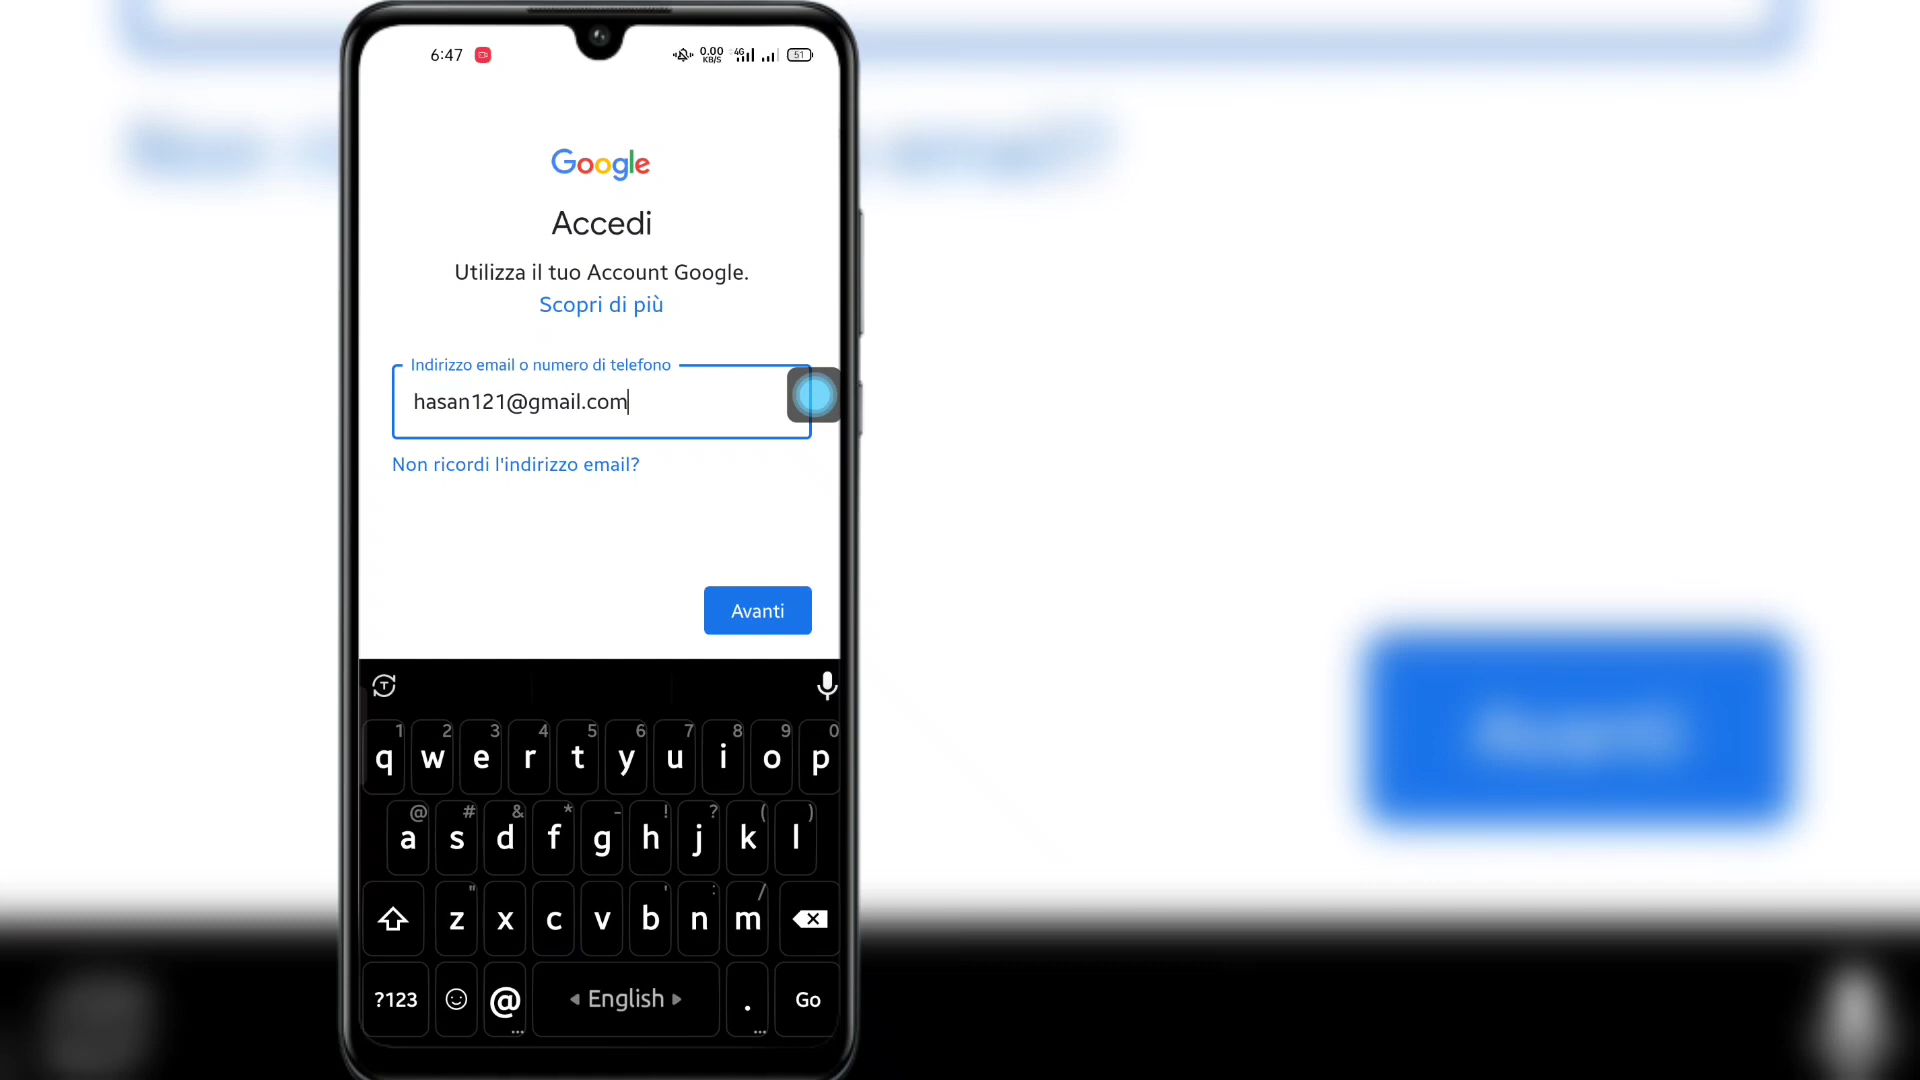 6:47
0.00 KB/S 4G 51
Google
Accedi
Utilizza il tuo Account Google.
Scopri di più
Indirizzo email o numero di telefono
hasan121@gmail.com
Non ricordi l'indirizzo email?
Avanti
1 2 3 4 5 6 7 8 9 0
q w e r t y u i o p
@ # & * - ! ? ( )
a s d f g h j k l
" ' : /
z x c v b n m
?123 @ English . Go